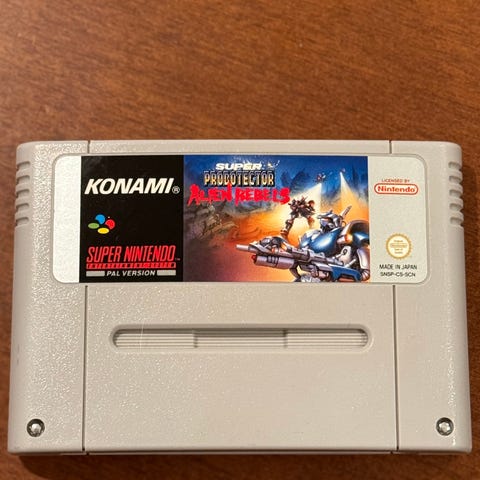 KONAMI®
SUPER NINTENDO
ENTERTAINMENT SYSTEM
PAL VERSION
SUPER
PROBOTECTOR
ALIEN REBELS
LICENSED BY
Nintendo
MADE IN JAPAN
SNSP-CS-SCN